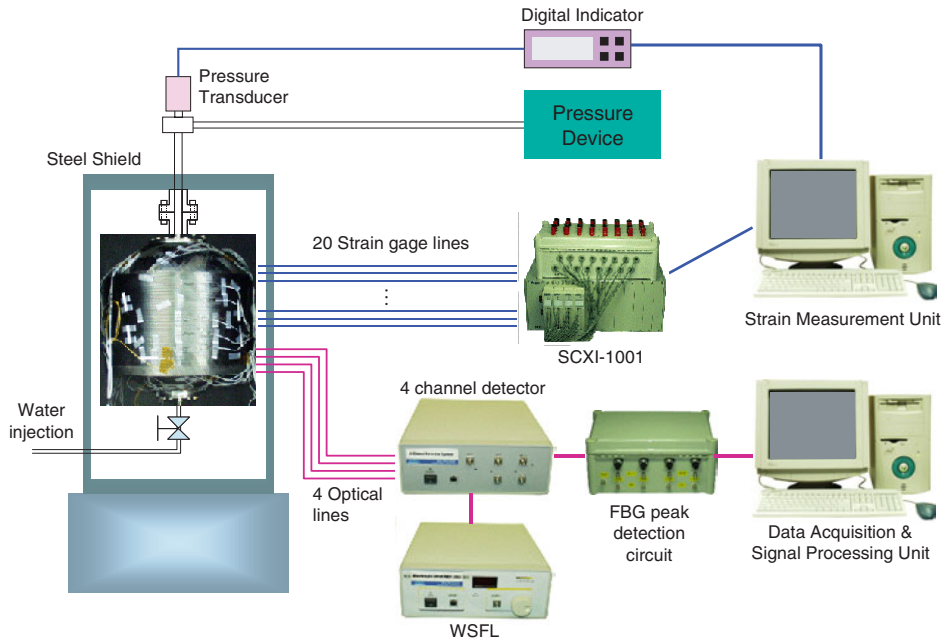 Digital Indicator
Pressure
Transducer
Pressure
Device
Steel Shield
20 Strain gage lines
SCXI-1001
Strain Measurement Unit
4 channel detector
Water
injection
4 Optical
lines
FBG peak
detection
circuit
Data Acquisition &
Signal Processing Unit
WSFL